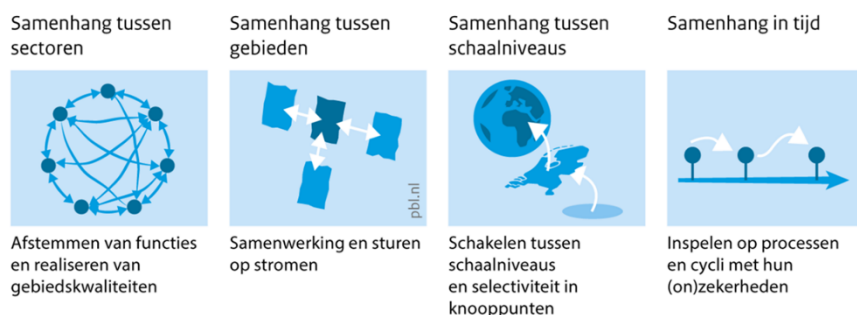 Samenhang tussen
sectoren
Afstemmen van functies
en realiseren van
gebiedskwaliteiten
Samenhang tussen
gebieden
pbl.nl
Samenwerking en sturen
op stromen
Samenhang tussen
schaalniveaus
Schakelen tussen
schaalniveaus
en selectiviteit in
knooppunten
Samenhang in tijd
Inspelen op processen
en cycli met hun
(on)zekerheden